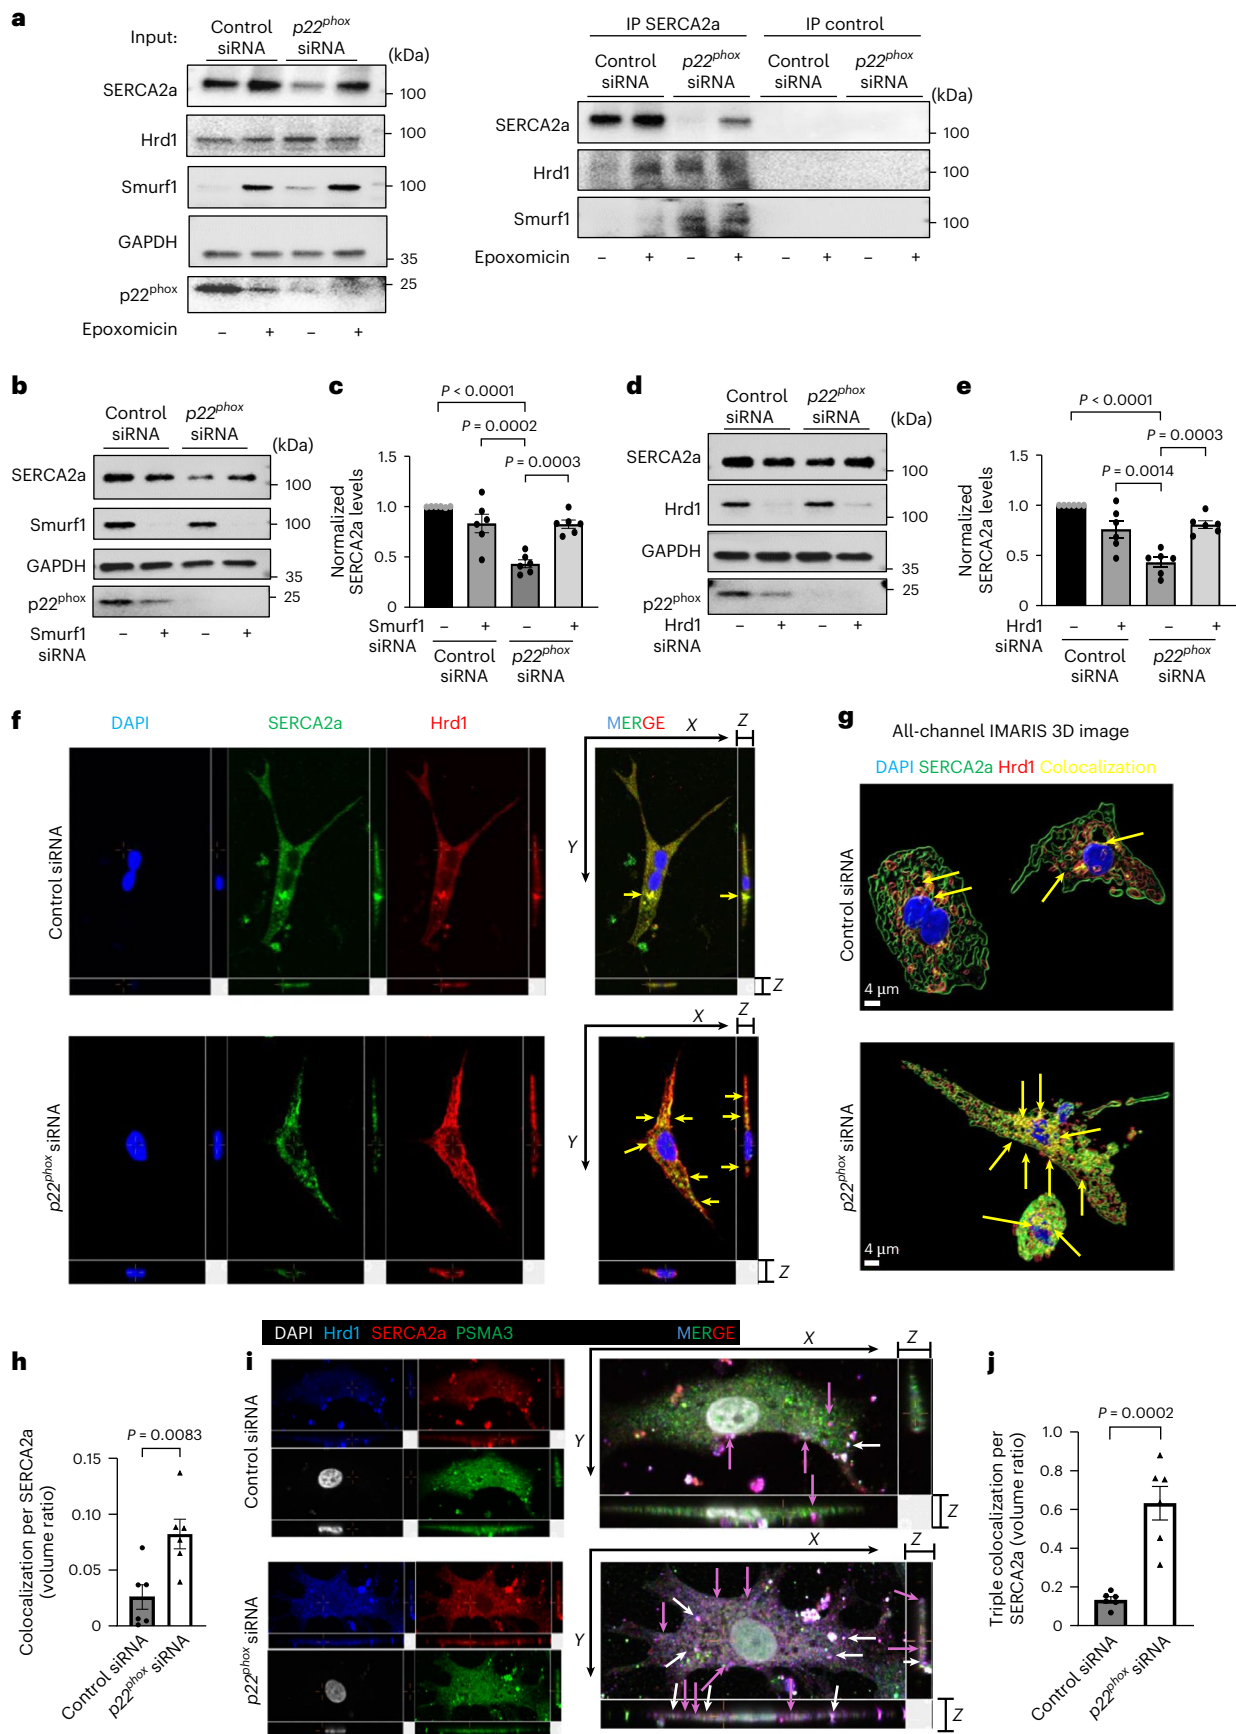 a
Input:
Control siRNA
p22phox siRNA
(kDa)
SERCA2a
100
Hrd1
100
Smurf1
100
GAPDH
35
p22phox
25
Epoxomicin
– + – +
IP SERCA2a
IP control
Control siRNA
p22phox siRNA
Control siRNA
p22phox siRNA
(kDa)
SERCA2a
100
Hrd1
100
Smurf1
100
Epoxomicin
– + – + – + – +
b
Control siRNA
p22phox siRNA
(kDa)
SERCA2a
100
Smurf1
100
GAPDH
35
p22phox
25
Smurf1 siRNA
– + – +
c
P < 0.0001
P = 0.0002
P = 0.0003
Normalized SERCA2a levels
1.5
1.0
0.5
0
Smurf1 siRNA
– + – +
Control siRNA
p22phox siRNA
d
Control siRNA
p22phox siRNA
(kDa)
SERCA2a
100
Hrd1
100
GAPDH
35
p22phox
25
Hrd1 siRNA
– + – +
e
P < 0.0001
P = 0.0003
P = 0.0014
Normalized SERCA2a levels
1.5
1.0
0.5
0
Hrd1 siRNA
– + – +
Control siRNA
p22phox siRNA
f
DAPI
SERCA2a
Hrd1
MERGE
X
Z
Y
Z
Control siRNA
X
Z
Y
Z
p22phox siRNA
g
All-channel IMARIS 3D image
DAPI SERCA2a Hrd1 Colocalization
Control siRNA
4 µm
p22phox siRNA
4 µm
h
P = 0.0083
Colocalization per SERCA2a (volume ratio)
0.15
0.10
0.05
0
Control siRNA
p22phox siRNA
i
DAPI Hrd1 SERCA2a PSMA3 MERGE
X
Z
Y
Z
Control siRNA
X
Z
Y
Z
p22phox siRNA
j
P = 0.0002
Triple colocalization per SERCA2a (volume ratio)
1.0
0.8
0.6
0.4
0.2
0
Control siRNA
p22phox siRNA